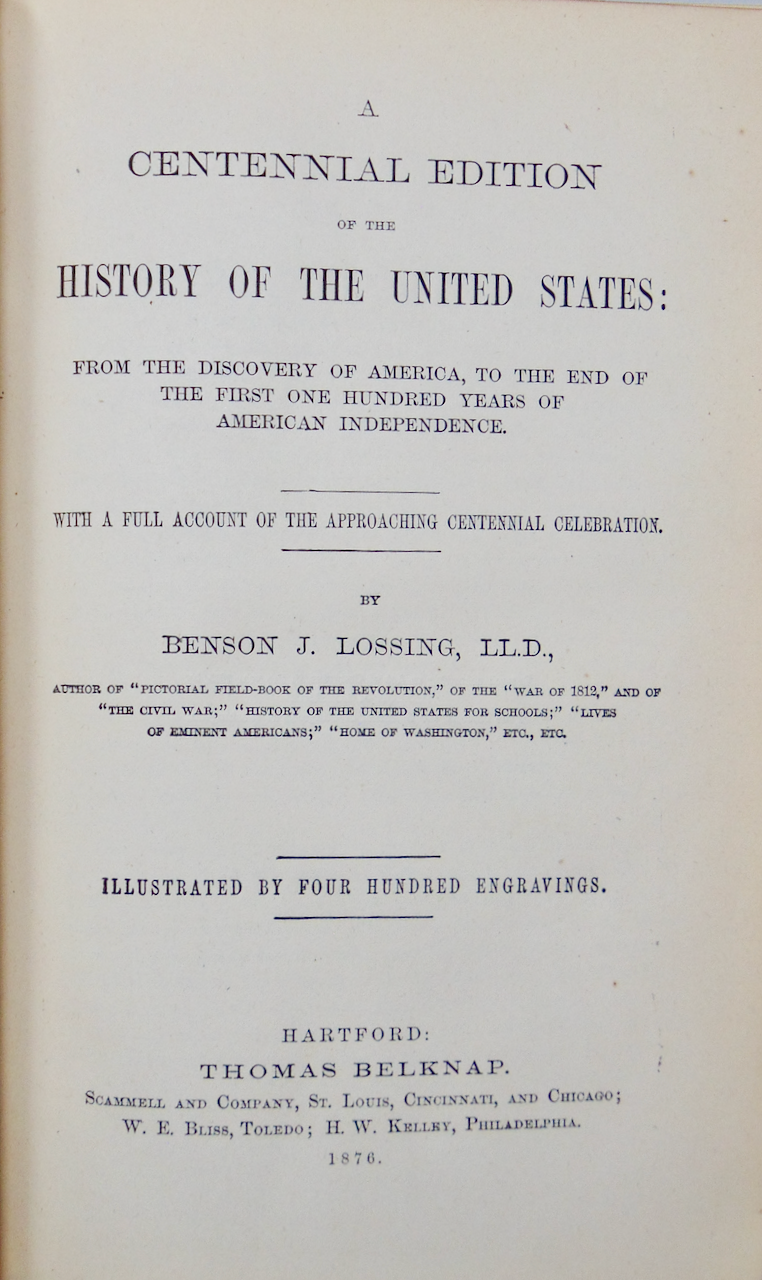 A
CENTENNIAL EDITION
OF THE
HISTORY OF THE UNITED STATES:
FROM THE DISCOVERY OF AMERICA, TO THE END OF
THE FIRST ONE HUNDRED YEARS OF
AMERICAN INDEPENDENCE.
WITH A FULL ACCOUNT OF THE APPROACHING CENTENNIAL CELEBRATION.
BY
BENSON J. LOSSING, LL.D.,
AUTHOR OF "PICTORIAL FIELD-BOOK OF THE REVOLUTION," OF THE "WAR OF 1812," AND OF
"THE CIVIL WAR;" "HISTORY OF THE UNITED STATES FOR SCHOOLS;" "LIVES
OF EMINENT AMERICANS;" "HOME OF WASHINGTON," ETC., ETC.
ILLUSTRATED BY FOUR HUNDRED ENGRAVINGS.
HARTFORD:
THOMAS BELKNAP.
SCAMMELL AND COMPANY, ST. LOUIS, CINCINNATI, AND CHICAGO;
W. E. BLISS, TOLEDO; H. W. KELLEY, PHILADELPHIA.
1876.